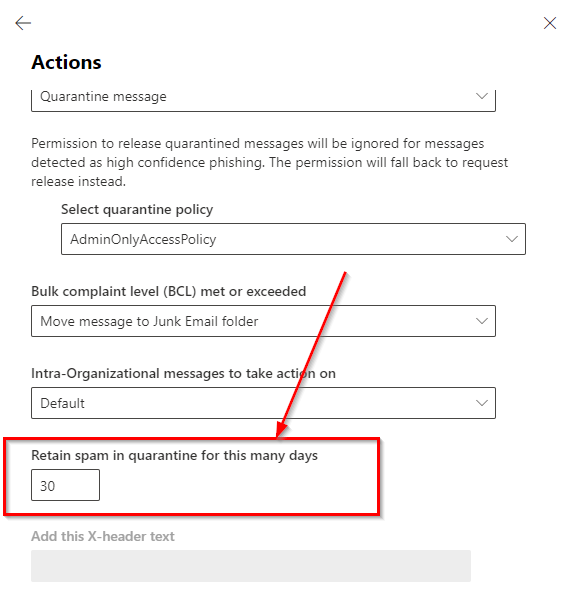 Actions
Quarantine message
Permission to release quarantined messages will be ignored for messages
detected as high confidence phishing. The permission will fall back to request
release instead.
Select quarantine policy
AdminOnlyAccessPolicy
Bulk complaint level (BCL) met or exceeded
Move message to Junk Email folder
Intra-Organizational messages to take action on
Default
Retain spam in quarantine for this many days
30
Add this X-header text